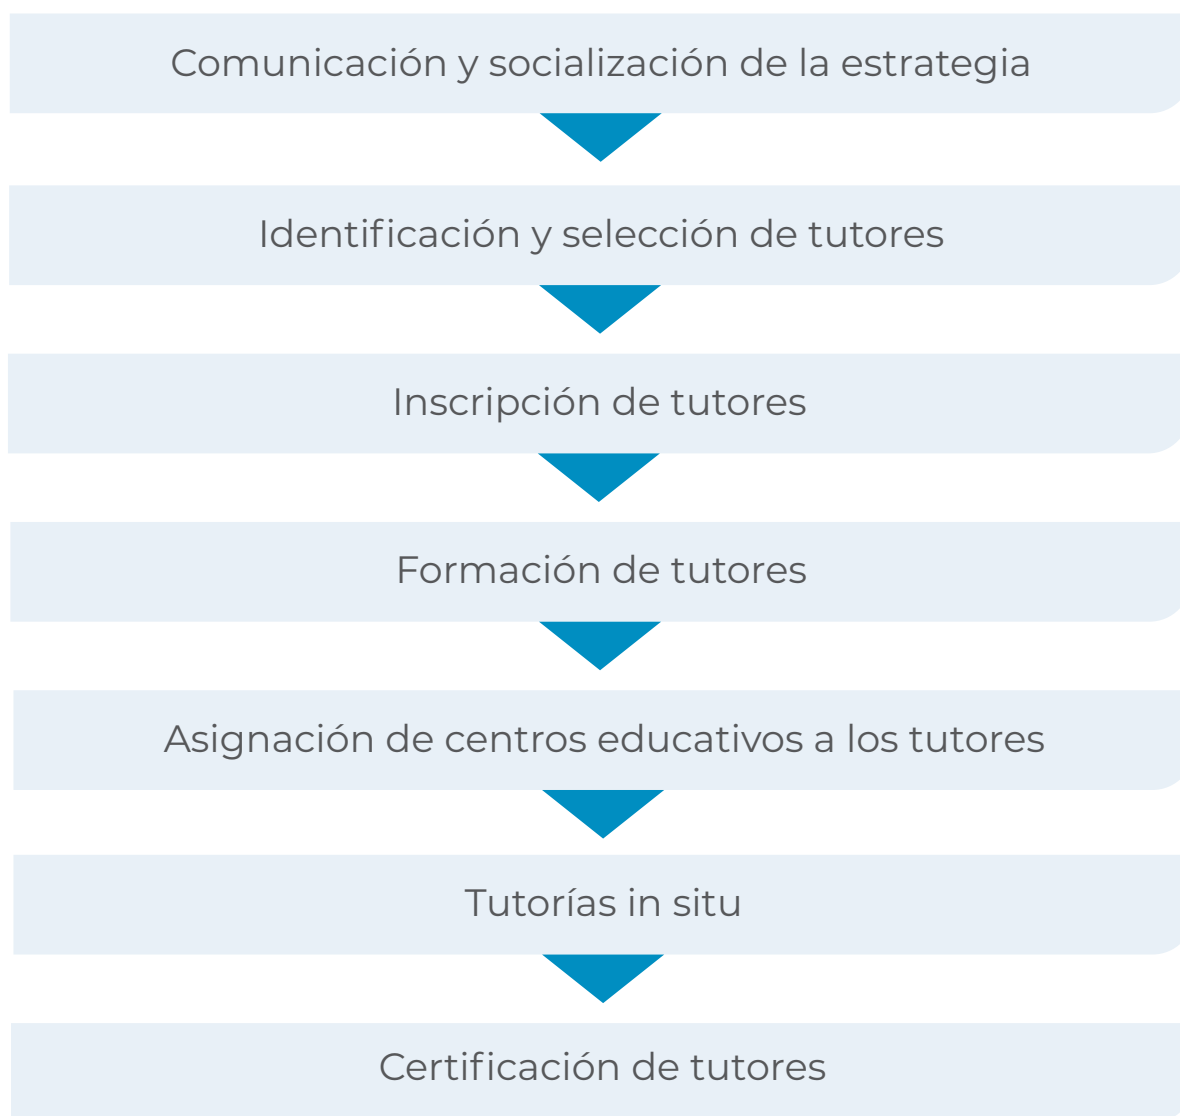 Comunicación y socialización de la estrategia
Identificación y selección de tutores
Inscripción de tutores
Formación de tutores
Asignación de centros educativos a los tutores
Tutorías in situ
Certificación de tutores